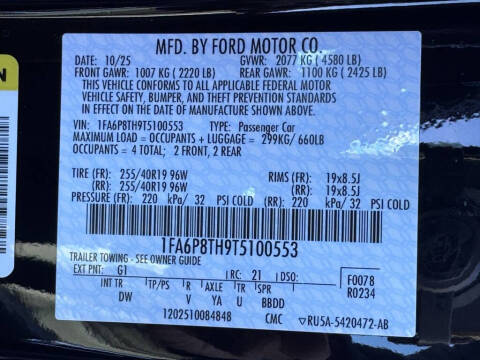 MFD. BY FORD MOTOR CO.
DATE: 10/25 GVWR: 2077 KG ( 4580 LB)
FRONT GAWR: 1007 KG ( 2220 LB) REAR GAWR: 1100 KG ( 2425 LB)
THIS VEHICLE CONFORMS TO ALL APPLICABLE FEDERAL MOTOR
VEHICLE SAFETY, BUMPER, AND THEFT PREVENTION STANDARDS
IN EFFECT ON THE DATE OF MANUFACTURE SHOWN ABOVE.
VIN: 1FA6P8TH9T5100553 TYPE: Passenger Car
MAXIMUM LOAD = OCCUPANTS + LUGGAGE = 299KG/ 660LB
OCCUPANTS = 4 TOTAL; 2 FRONT, 2 REAR
TIRE (FR): 255/40R19 96W RIMS (FR): 19x8.5J
(RR): 255/40R19 96W (RR): 19x8.5J
PRESSURE (FR): 220 kPa/ 32 PSI COLD (RR): 220 kPa/ 32 PSI COLD
1FA6P8TH9T5100553
TRAILER TOWING - SEE OWNER GUIDE
EXT PNT: G1 RC: 21 DSO: F0078
INT TR TP/PS R AXLE TR SPR R0234
DW V YA U BBDD
1202510084848 CMC RU5A-5420472-AB